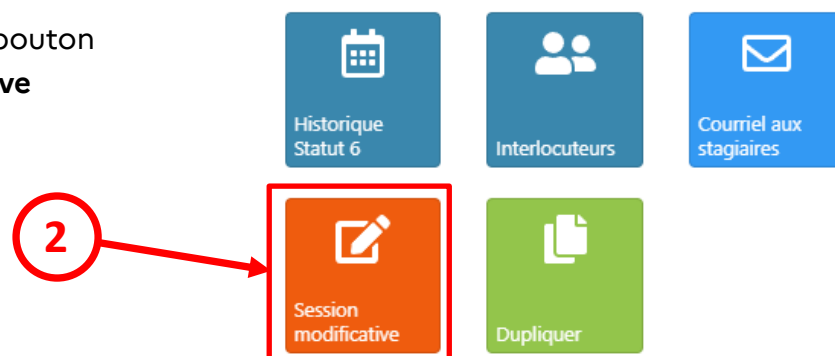 bouton
ve
Historique
Statut 6
Interlocuteurs
Courriel aux
stagiaires
2
Session
modificative
Dupliquer